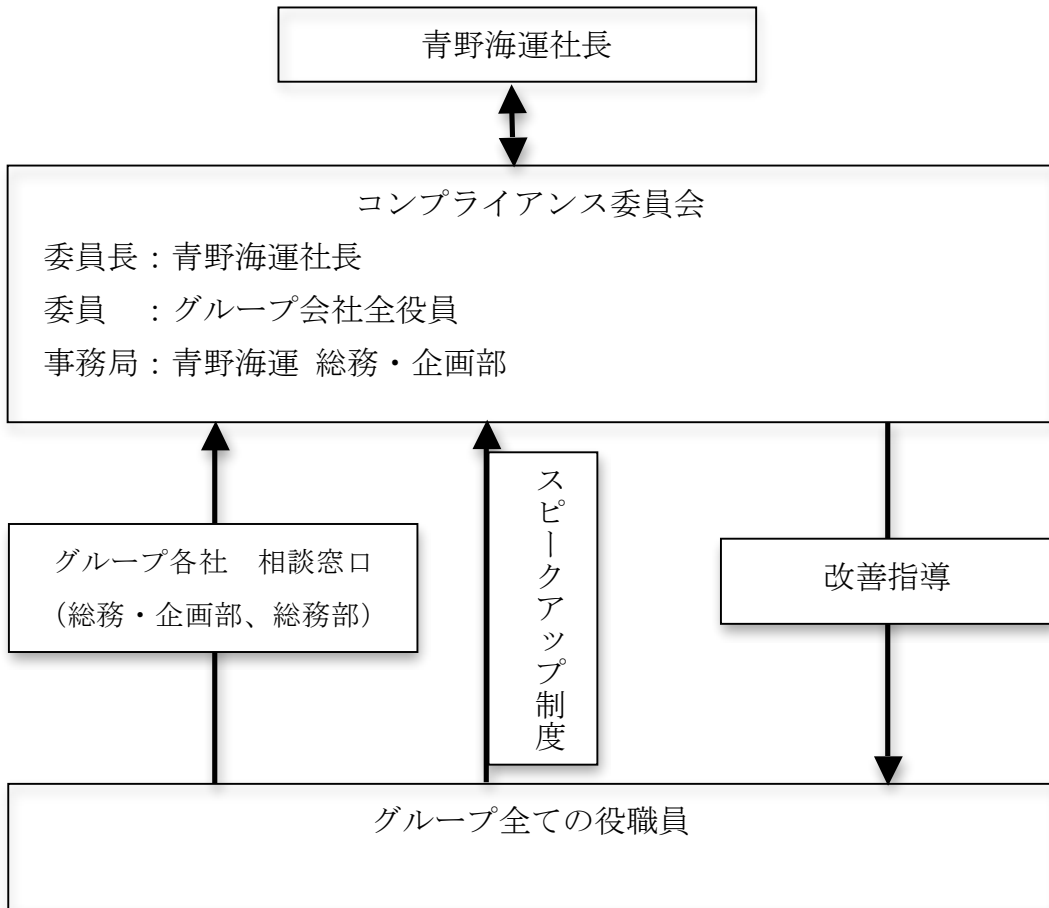 青野海運社長
コンプライアンス委員会
委員長：青野海運社長
委員　：グループ会社全役員
事務局：青野海運 総務・企画部
グループ各社　相談窓口
（総務・企画部、総務部）
スピークアップ制度
改善指導
グループ全ての役職員